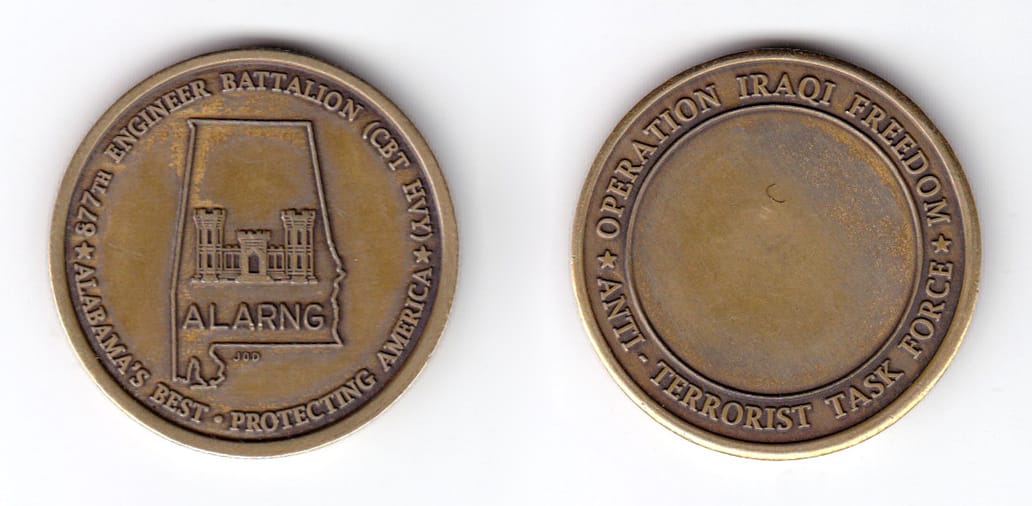 877TH ENGINEER BATTALION (CBT HVY)
ALARNG
JOD
ALABAMA'S BEST · PROTECTING AMERICA
OPERATION IRAQI FREEDOM
ANTI - TERRORIST TASK FORCE